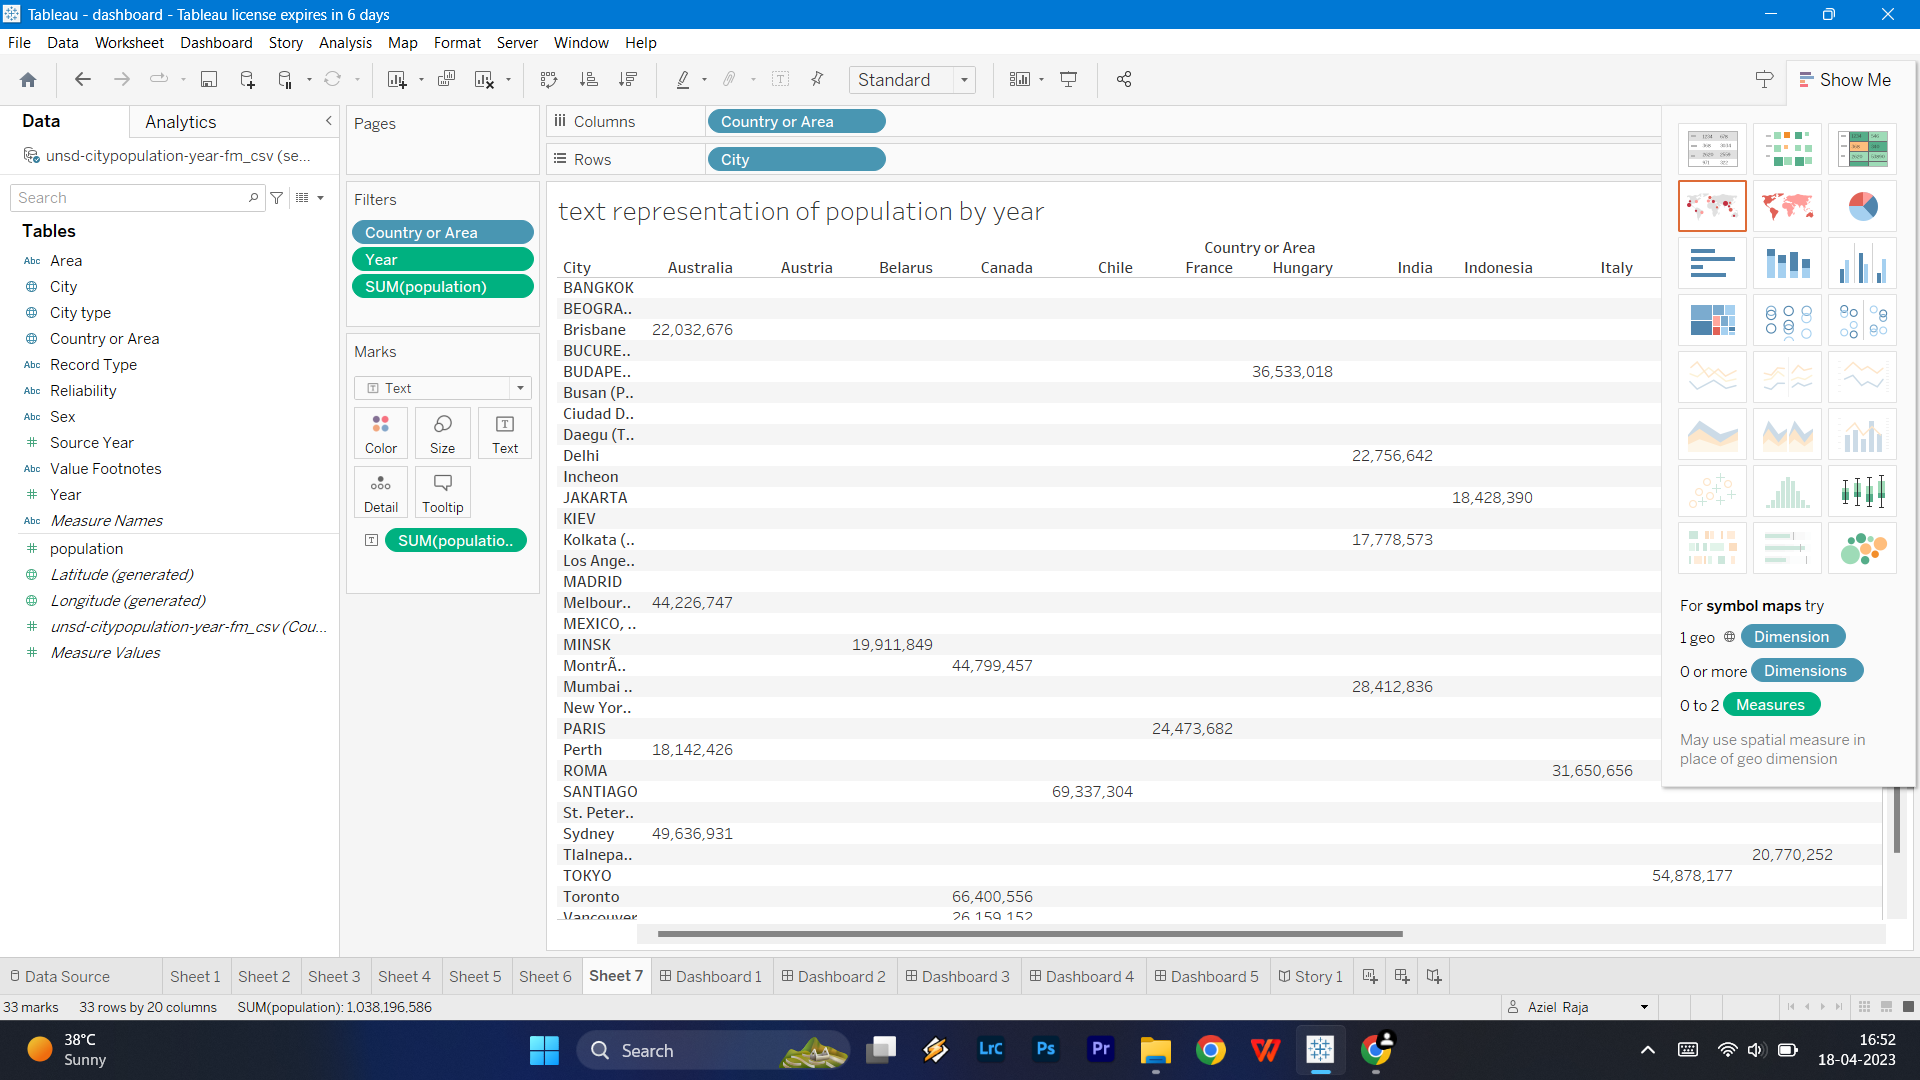 Tableau - dashboard - Tableau license expires in 6 days
File Data Worksheet Dashboard Story Analysis Map Format Server Window Help
Standard
Show Me
Data Analytics
unsd-citypopulation-year-fm_csv (se...
Search
Tables
Abc Area
City
City type
Country or Area
Abc Record Type
Abc Reliability
Abc Sex
Source Year
Abc Value Footnotes
Year
Abc Measure Names
population
Latitude (generated)
Longitude (generated)
unsd-citypopulation-year-fm_csv (Cou...
Measure Values
Pages
Filters
Country or Area
Year
SUM(population)
Marks
Text
Color Size Text
Detail Tooltip
SUM(populatio..
Columns Country or Area
Rows City
text representation of population by year
Country or Area
City Australia Austria Belarus Canada Chile France Hungary India Indonesia Italy
BANGKOK
BEOGRA..
Brisbane 22,032,676
BUCURE..
BUDAPE.. 36,533,018
Busan (P..
Ciudad D..
Daegu (T..
Delhi 22,756,642
Incheon
JAKARTA 18,428,390
KIEV
Kolkata (.. 17,778,573
Los Ange..
MADRID
Melbour.. 44,226,747
MEXICO, ..
MINSK 19,911,849
MontrÃ.. 44,799,457
Mumbai .. 28,412,836
New Yor..
PARIS 24,473,682
Perth 18,142,426
ROMA 31,650,656
SANTIAGO 69,337,304
St. Peter..
Sydney 49,636,931
Tlalnepa.. 20,770,252
TOKYO 54,878,177
Toronto 66,400,556
Vancouver 26,159,152
For symbol maps try
1 geo Dimension
0 or more Dimensions
0 to 2 Measures
May use spatial measure in
place of geo dimension
Data Source Sheet 1 Sheet 2 Sheet 3 Sheet 4 Sheet 5 Sheet 6 Sheet 7 Dashboard 1 Dashboard 2 Dashboard 3 Dashboard 4 Dashboard 5 Story 1
33 marks 33 rows by 20 columns SUM(population): 1,038,196,586
Aziel Raja
38°C
Sunny
Search
LrC
Ps
Pr
16:52
18-04-2023